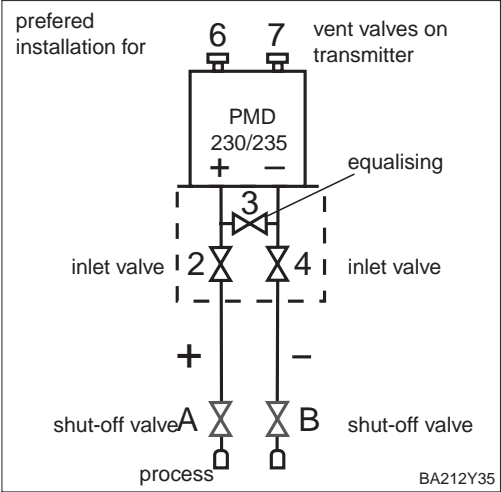 prefered
installation for
6 7
vent valves on
transmitter
PMD
230/235
+ –
equalising
3
inlet valve 2
4 inlet valve
+ –
shut-off valve A
B shut-off valve
process
BA212Y35